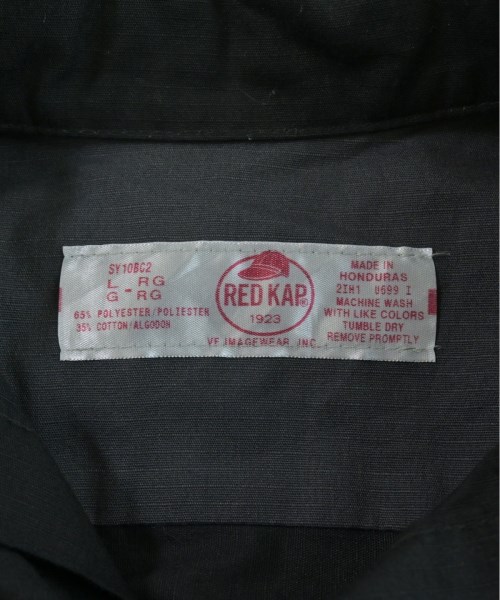 SY10BC2
L - RG
G - RG
65% POLYESTER/POLIESTER
35% COTTON/ALGODON
RED KAP®
1923
VF IMAGEWEAR, INC.
MADE IN
HONDURAS
2IH1 0699 I
MACHINE WASH
WITH LIKE COLORS
TUMBLE DRY
REMOVE PROMPTLY